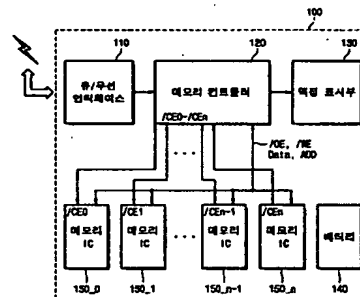 100
110
120
130
유/무선
인터페이스
메모리 컨트롤러
/CE0~/CEn
액정 표시부
/OE, /WE
Data, ADD
/CE0
메모리
IC
/CE1
메모리
IC
/CEn-1
메모리
IC
/CEn
메모리
IC
배터리
150_0
150_1
150_n-1
150_n
140